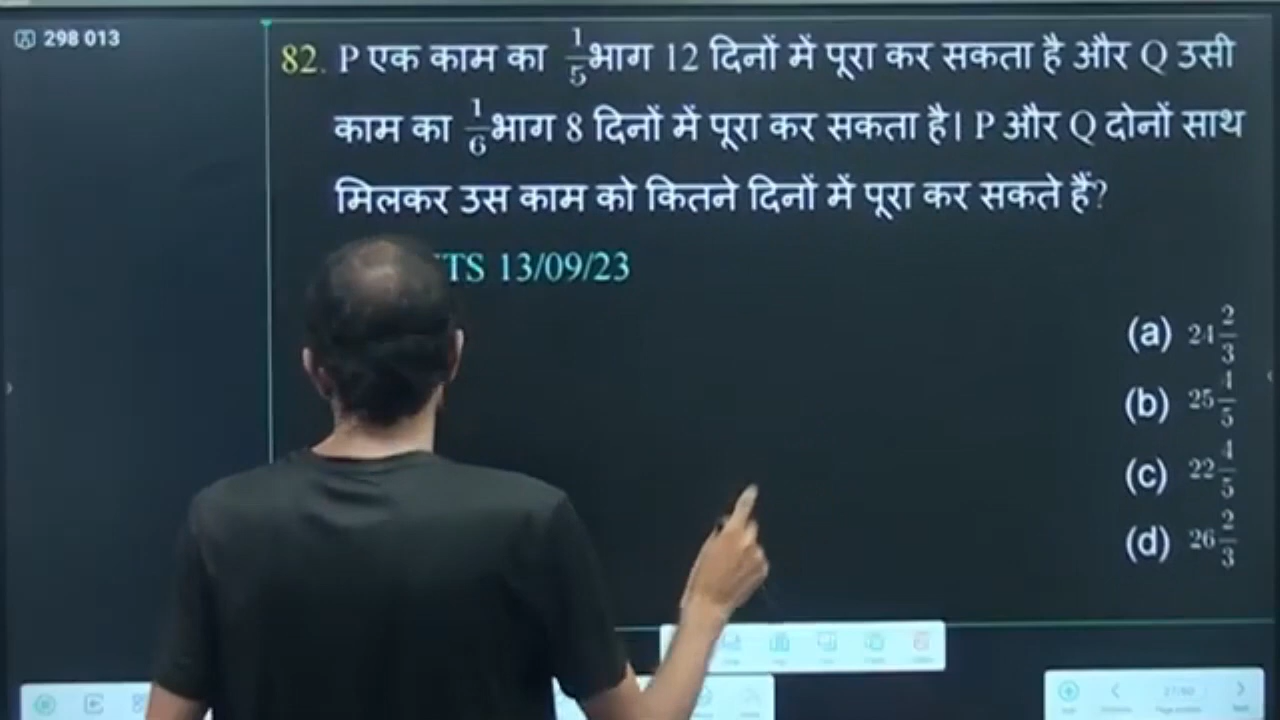 298 013
82. P एक काम का 1/5 भाग 12 दिनों में पूरा कर सकता है और Q उसी
काम का 1/6 भाग 8 दिनों में पूरा कर सकता है। P और Q दोनों साथ
मिलकर उस काम को कितने दिनों में पूरा कर सकते हैं?
TS 13/09/23
(a) 24 2/3
(b) 25 4/5
(c) 22 4/5
(d) 26 2/3